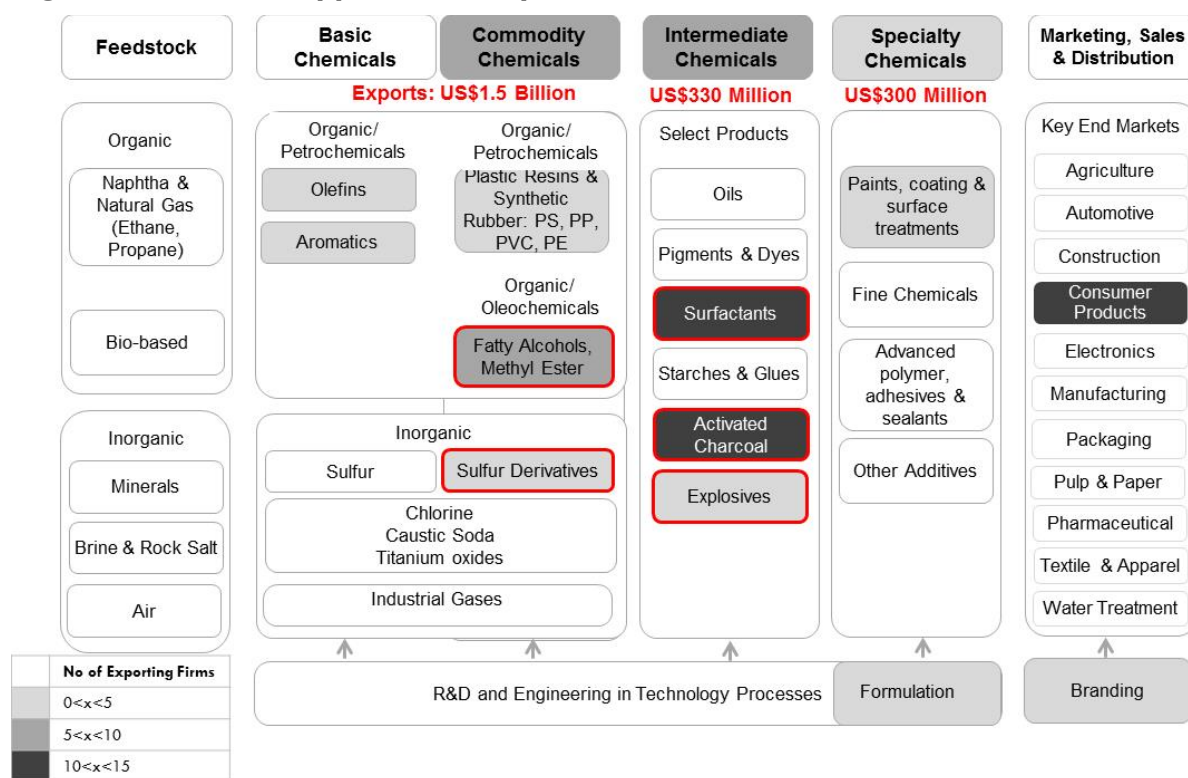 Feedstock
Basic
Chemicals
Commodity
Chemicals
Intermediate
Chemicals
Specialty
Chemicals
Marketing, Sales
& Distribution
Exports: US$1.5 Billion
US$330 Million
US$300 Million
Organic
Naphtha &
Natural Gas
(Ethane,
Propane)
Bio-based
Inorganic
Minerals
Brine & Rock Salt
Air
Organic/
Petrochemicals
Olefins
Aromatics
Organic/
Petrochemicals
Plastic Resins &
Synthetic
Rubber: PS, PP,
PVC, PE
Organic/
Oleochemicals
Fatty Alcohols,
Methyl Ester
Inorganic
Sulfur
Sulfur Derivatives
Chlorine
Caustic Soda
Titanium oxides
Industrial Gases
Select Products
Oils
Pigments & Dyes
Surfactants
Starches & Glues
Activated
Charcoal
Explosives
Paints, coating &
surface
treatments
Fine Chemicals
Advanced
polymer,
adhesives &
sealants
Other Additives
Key End Markets
Agriculture
Automotive
Construction
Consumer
Products
Electronics
Manufacturing
Packaging
Pulp & Paper
Pharmaceutical
Textile & Apparel
Water Treatment
R&D and Engineering in Technology Processes
Formulation
Branding
No of Exporting Firms
0<x<5
5<x<10
10<x<15